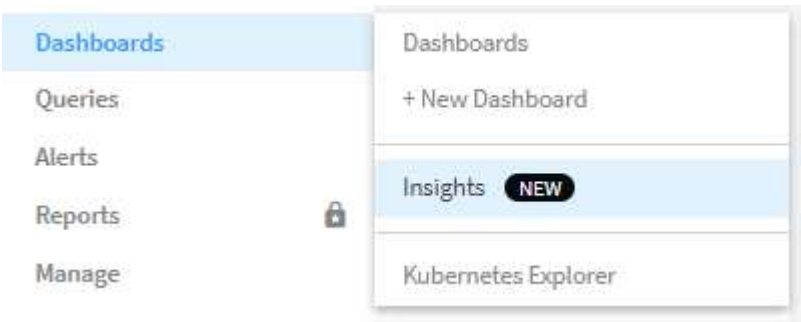 Dashboards
Queries
Alerts
Reports
Manage
Dashboards
+ New Dashboard
Insights NEW
Kubernetes Explorer